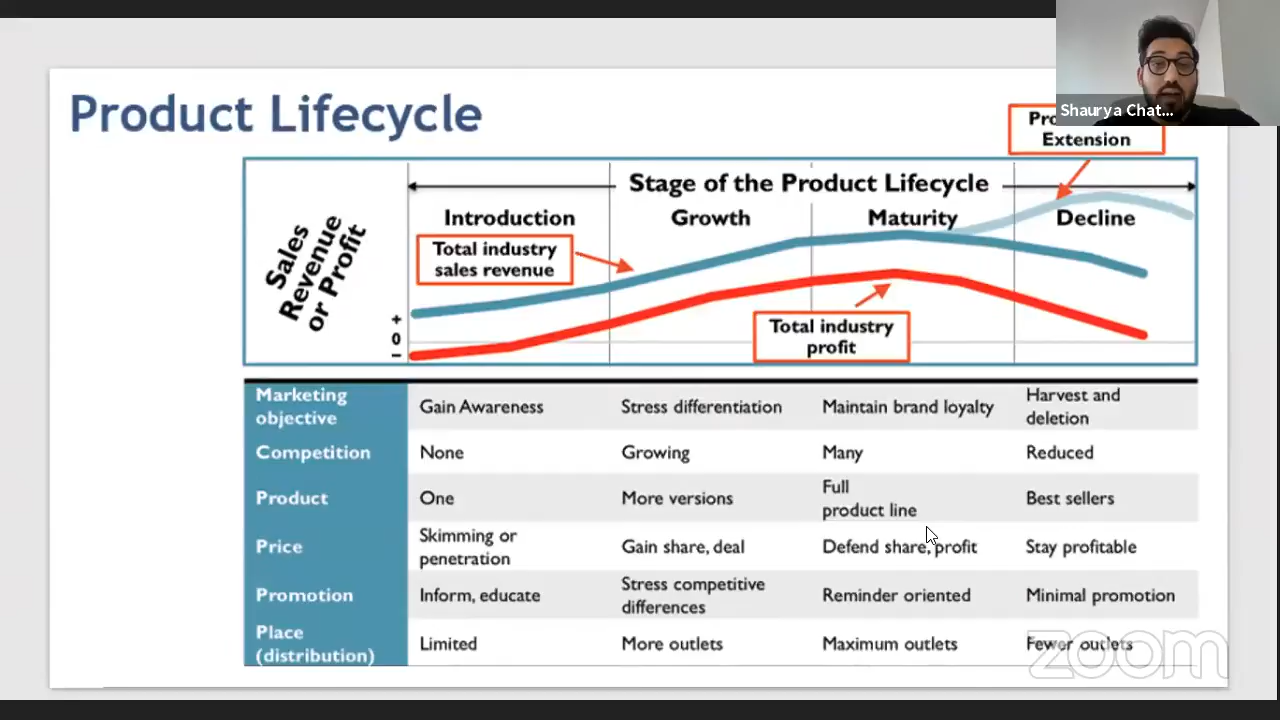 Shaurya Chat...
Product Lifecycle
Extension
Stage of the Product Lifecycle
Introduction
Growth
Maturity
Decline
Sales
Revenue
or Profit
Total industry
sales revenue
+
0
–
Total industry
profit
Marketing
objective
Gain Awareness
Stress differentiation
Maintain brand loyalty
Harvest and
deletion
Competition
None
Growing
Many
Reduced
Product
One
More versions
Full
product line
Best sellers
Price
Skimming or
penetration
Gain share, deal
Defend share, profit
Stay profitable
Promotion
Inform, educate
Stress competitive
differences
Reminder oriented
Minimal promotion
Place
(distribution)
Limited
More outlets
Maximum outlets
Fewer outlets
zoom